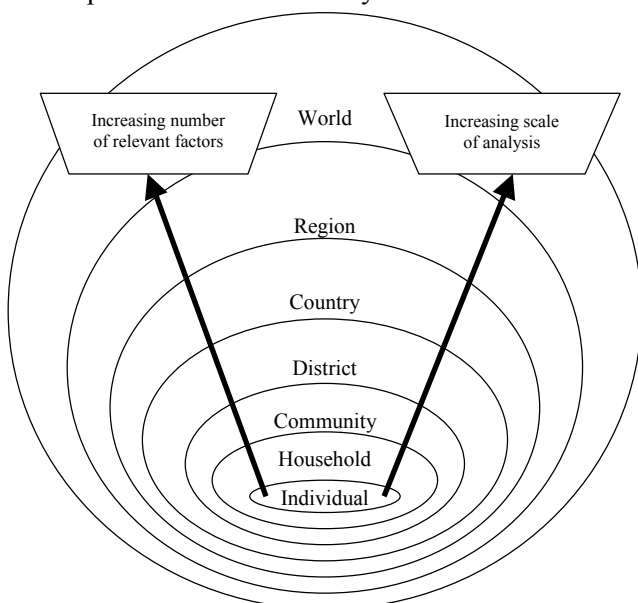 Increasing number
of relevant factors
World
Increasing scale
of analysis
Region
Country
District
Community
Household
Individual